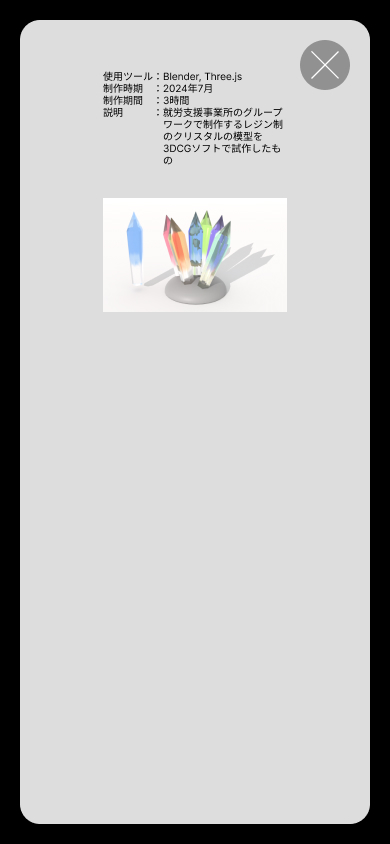 使用ツール：Blender, Three.js
制作時期　：2024年7月
制作期間　：3時間
説明　　　：就労支援事業所のグループ
ワークで制作するレジン制
のクリスタルの模型を
3DCGソフトで試作したも
の